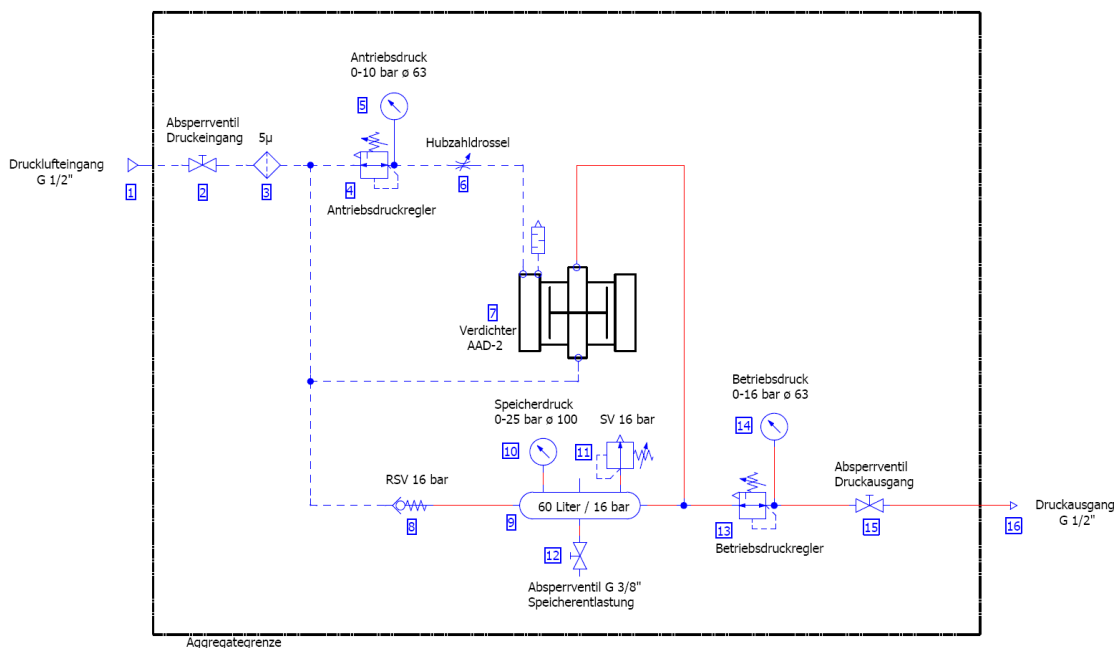 Antriebsdruck
0-10 bar ø 63
5
Absperrventil
Druckeingang
5µ
Hubzahldrossel
Drucklufteingang
G 1/2"
1
2
3
4
6
Antriebsdruckregler
7
Verdichter
AAD-2
Betriebsdruck
0-16 bar ø 63
14
Speicherdruck
0-25 bar ø 100
SV 16 bar
10
11
Absperrventil
Druckausgang
RSV 16 bar
8
9
60 Liter / 16 bar
13
15
16
Druckausgang
G 1/2"
Betriebsdruckregler
12
Absperrventil G 3/8"
Speicherentlastung
Aggregategrenze